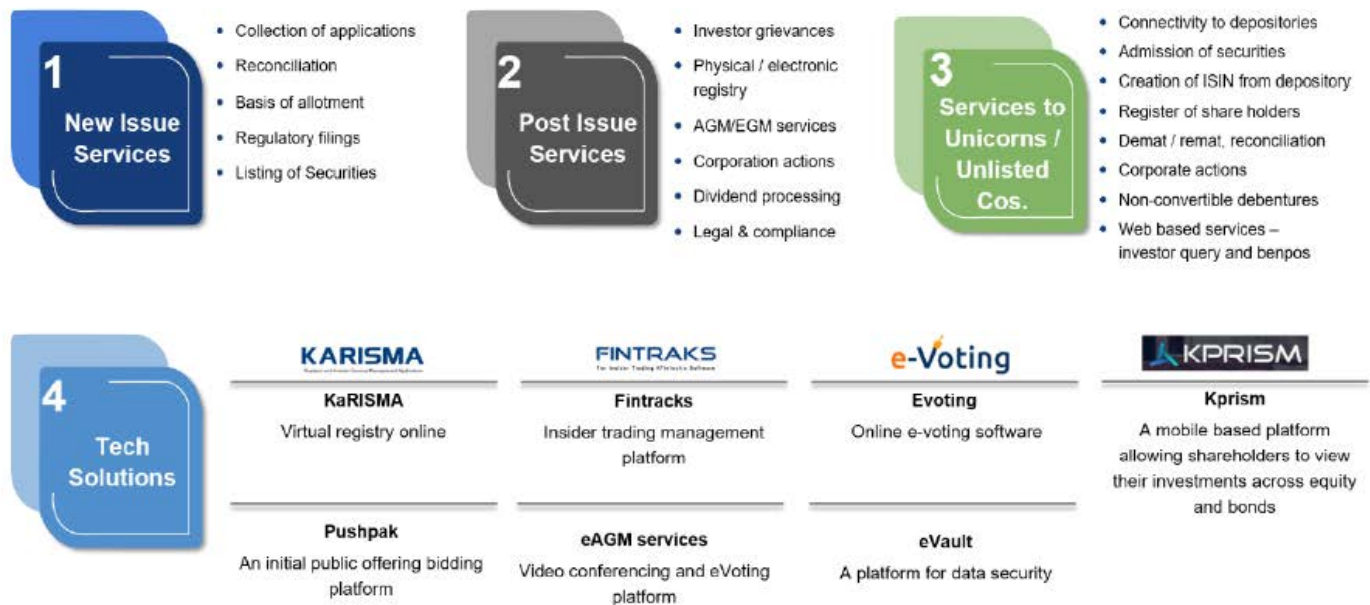 1
New Issue
Services
• Collection of applications
• Reconciliation
• Basis of allotment
• Regulatory filings
• Listing of Securities
2
Post Issue
Services
• Investor grievances
• Physical / electronic
registry
• AGM/EGM services
• Corporation actions
• Dividend processing
• Legal & compliance
3
Services to
Unicorns /
Unlisted
Cos.
• Connectivity to depositories
• Admission of securities
• Creation of ISIN from depository
• Register of share holders
• Demat / remat, reconciliation
• Corporate actions
• Non-convertible debentures
• Web based services –
investor query and benpos
4
Tech
Solutions
KARISMA
KaRISMA
Virtual registry online
Pushpak
An initial public offering bidding
platform
FINTRAKS
Fintracks
Insider trading management
platform
eAGM services
Video conferencing and eVoting
platform
e-Voting
Evoting
Online e-voting software
eVault
A platform for data security
KPRISM
Kprism
A mobile based platform
allowing shareholders to view
their investments across equity
and bonds